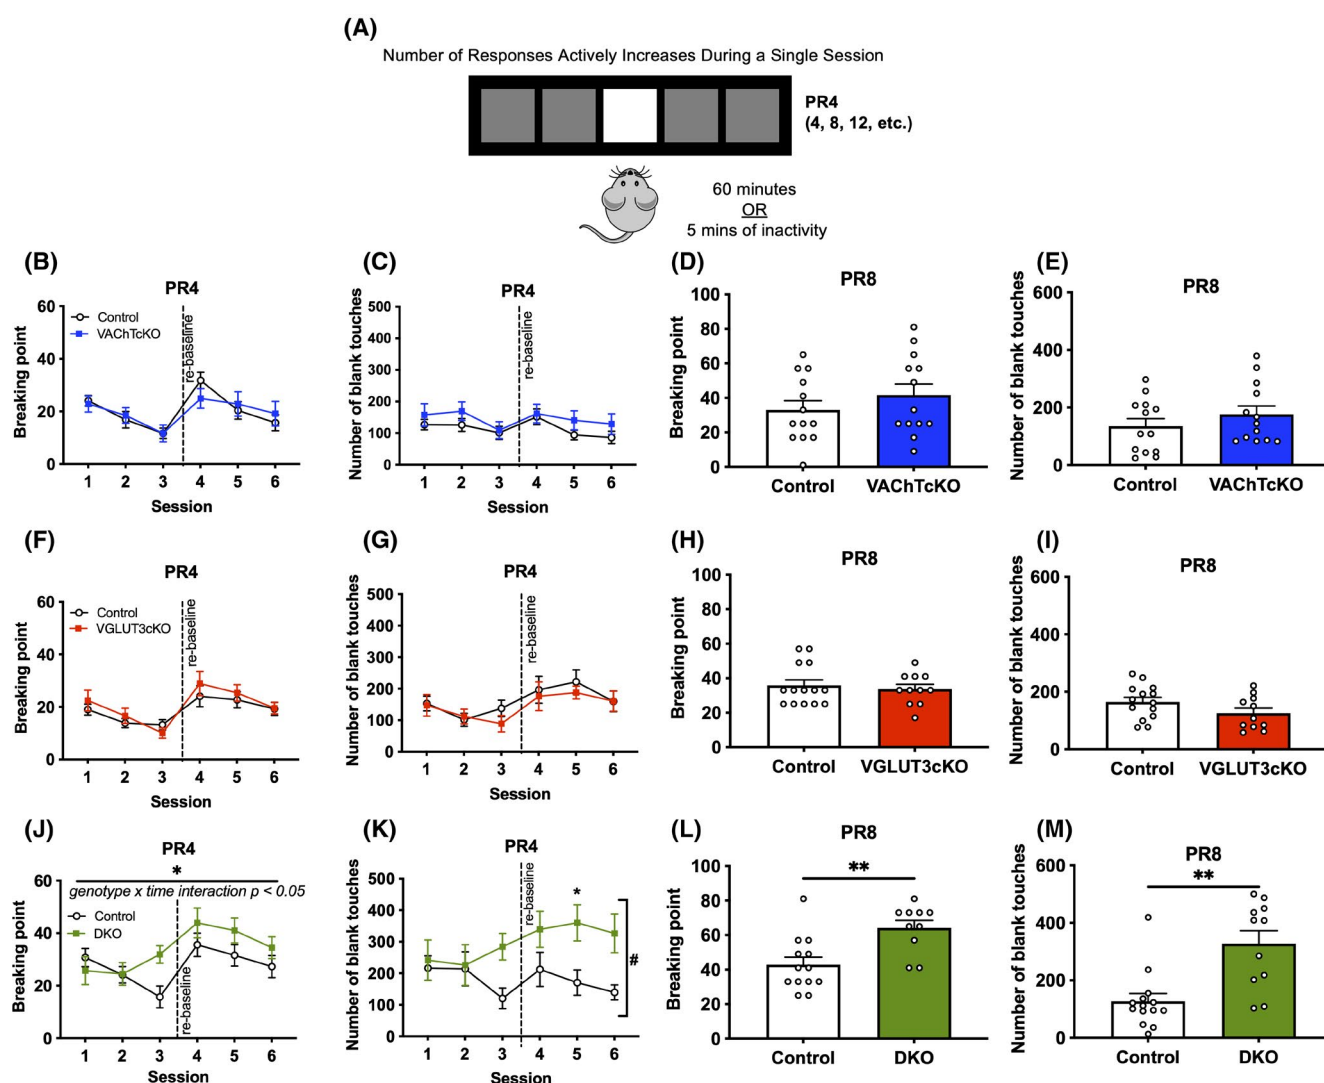 (A)
Number of Responses Actively Increases During a Single Session
PR4
(4, 8, 12, etc.)
60 minutes
OR
5 mins of inactivity
(B)
PR4
Breaking point
60
40
20
0
Control
VAChTcKO
re-baseline
1 2 3 4 5 6
Session
(C)
PR4
Number of blank touches
500
400
300
200
100
0
re-baseline
1 2 3 4 5 6
Session
(D)
PR8
Breaking point
100
80
60
40
20
0
Control VAChTcKO
(E)
PR8
Number of blank touches
600
400
200
0
Control VAChTcKO
(F)
PR4
Breaking point
60
40
20
0
Control
VGLUT3cKO
re-baseline
1 2 3 4 5 6
Session
(G)
PR4
Number of blank touches
500
400
300
200
100
0
re-baseline
1 2 3 4 5 6
Session
(H)
PR8
Breaking point
100
80
60
40
20
0
Control VGLUT3cKO
(I)
PR8
Number of blank touches
600
400
200
0
Control VGLUT3cKO
(J)
PR4
*
genotype x time interaction p < 0.05
Breaking point
60
40
20
0
Control
DKO
re-baseline
1 2 3 4 5 6
Session
(K)
PR4
Number of blank touches
500
400
300
200
100
0
re-baseline
*
#
1 2 3 4 5 6
Session
(L)
PR8
**
Breaking point
100
80
60
40
20
0
Control DKO
(M)
PR8
**
Number of blank touches
600
400
200
0
Control DKO